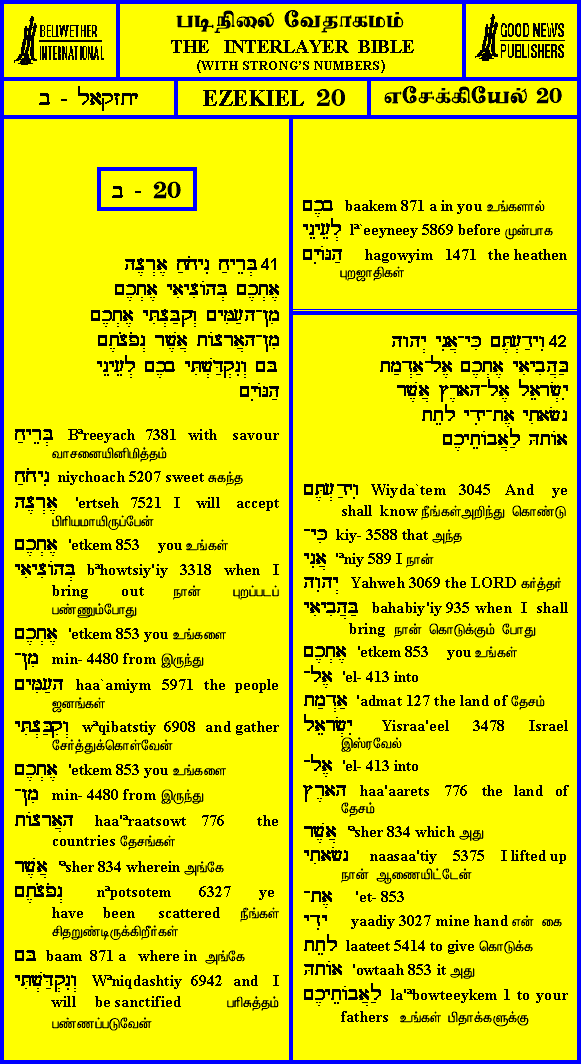 BELLWETHER
INTERNATIONAL
படிநிலை வேதாகமம்
THE INTERLAYER BIBLE
(WITH STRONG'S NUMBERS)
GOOD NEWS
PUBLISHERS
יחזקאל - ב
EZEKIEL 20
எசேக்கியேல் 20
ב - 20
41 בְּרֵיחַ נִיחֹחַ אֶרְצֶה
אֶתְכֶם בְּהוֹצִיאִי אֶתְכֶם
מִן־הָעַמִּים וְקִבַּצְתִּי אֶתְכֶם
מִן־הָאֲרָצוֹת אֲשֶׁר נְפֹצֹתֶם
בָּם וְנִקְדַּשְׁתִּי בָכֶם לְעֵינֵי
הַגּוֹיִם
בְּרֵיחַ Bªreeyach 7381 with savour
வாசனையினிமித்தம்
נִיחֹחַ niychoach 5207 sweet சுகந்த
אֶרְצֶה 'ertseh 7521 I will accept
பிரியமாயிருப்பேன்
אֶתְכֶם 'etkem 853 you உங்கள்
בְּהוֹצִיאִי bªhowtsiy'iy 3318 when I
bring out நான் புறப்படப்
பண்ணும்போது
אֶתְכֶם 'etkem 853 you உங்களை
מִן־ min- 4480 from இருந்து
הָעַמִּים haa`amiym 5971 the people
ஜனங்கள்
וְקִבַּצְתִּי wªqibatstiy 6908 and gather
சேர்த்துக்கொள்வேன்
אֶתְכֶם 'etkem 853 you உங்களை
מִן־ min- 4480 from இருந்து
הָאֲרָצוֹת haa'ªraatsowt 776 the
countries தேசங்கள்
אֲשֶׁר 'ªsher 834 wherein அங்கே
נְפֹצֹתֶם nªpotsotem 6327 ye
have been scattered நீங்கள்
சிதறுண்டிருக்கிறீர்கள்
בָּם baam 871 a where in அங்கே
וְנִקְדַּשְׁתִּי Wªniqdashtiy 6942 and I
will be sanctified பரிசுத்தம்
பண்ணப்படுவேன்
בָכֶם baakem 871 a in you உங்களால்
לְעֵינֵי lª`eeyneey 5869 before முன்பாக
הַגּוֹיִם hagowyim 1471 the heathen
புறஜாதிகள்
42 וִידַעְתֶּם כִּי־אֲנִי יְהוָה
בַּהֲבִיאִי אֶתְכֶם אֶל־אַדְמַת
יִשְׂרָאֵל אֶל־הָאָרֶץ אֲשֶׁר
נָשָׂאתִי אֶת־יָדִי לָתֵת
אוֹתָהּ לַאֲבוֹתֵיכֶם
וִידַעְתֶּם Wiyda`tem 3045 And ye
shall know நீங்கள்அறிந்து கொண்டு
כִּי־ kiy- 3588 that அந்த
אֲנִי 'ªniy 589 I நான்
יְהוָה Yahweh 3069 the LORD கர்த்தர்
בַּהֲבִיאִי bahabiy'iy 935 when I shall
bring நான் கொடுக்கும் போது
אֶתְכֶם 'etkem 853 you உங்கள்
אֶל־ 'el- 413 into
אַדְמַת 'admat 127 the land of தேசம்
יִשְׂרָאֵל Yisraa'eel 3478 Israel
இஸ்ரவேல்
אֶל־ 'el- 413 into
הָאָרֶץ haa'aarets 776 the land of
தேசம்
אֲשֶׁר 'ªsher 834 which அது
נָשָׂאתִי naasaa'tiy 5375 I lifted up
நான் ஆணையிட்டேன்
אֶת־ 'et- 853
יָדִי yaadiy 3027 mine hand என் கை
לָתֵת laateet 5414 to give கொடுக்க
אוֹתָהּ 'owtaah 853 it அது
לַאֲבוֹתֵיכֶם la'ªbowteeykem 1 to your
fathers உங்கள் பிதாக்களுக்கு